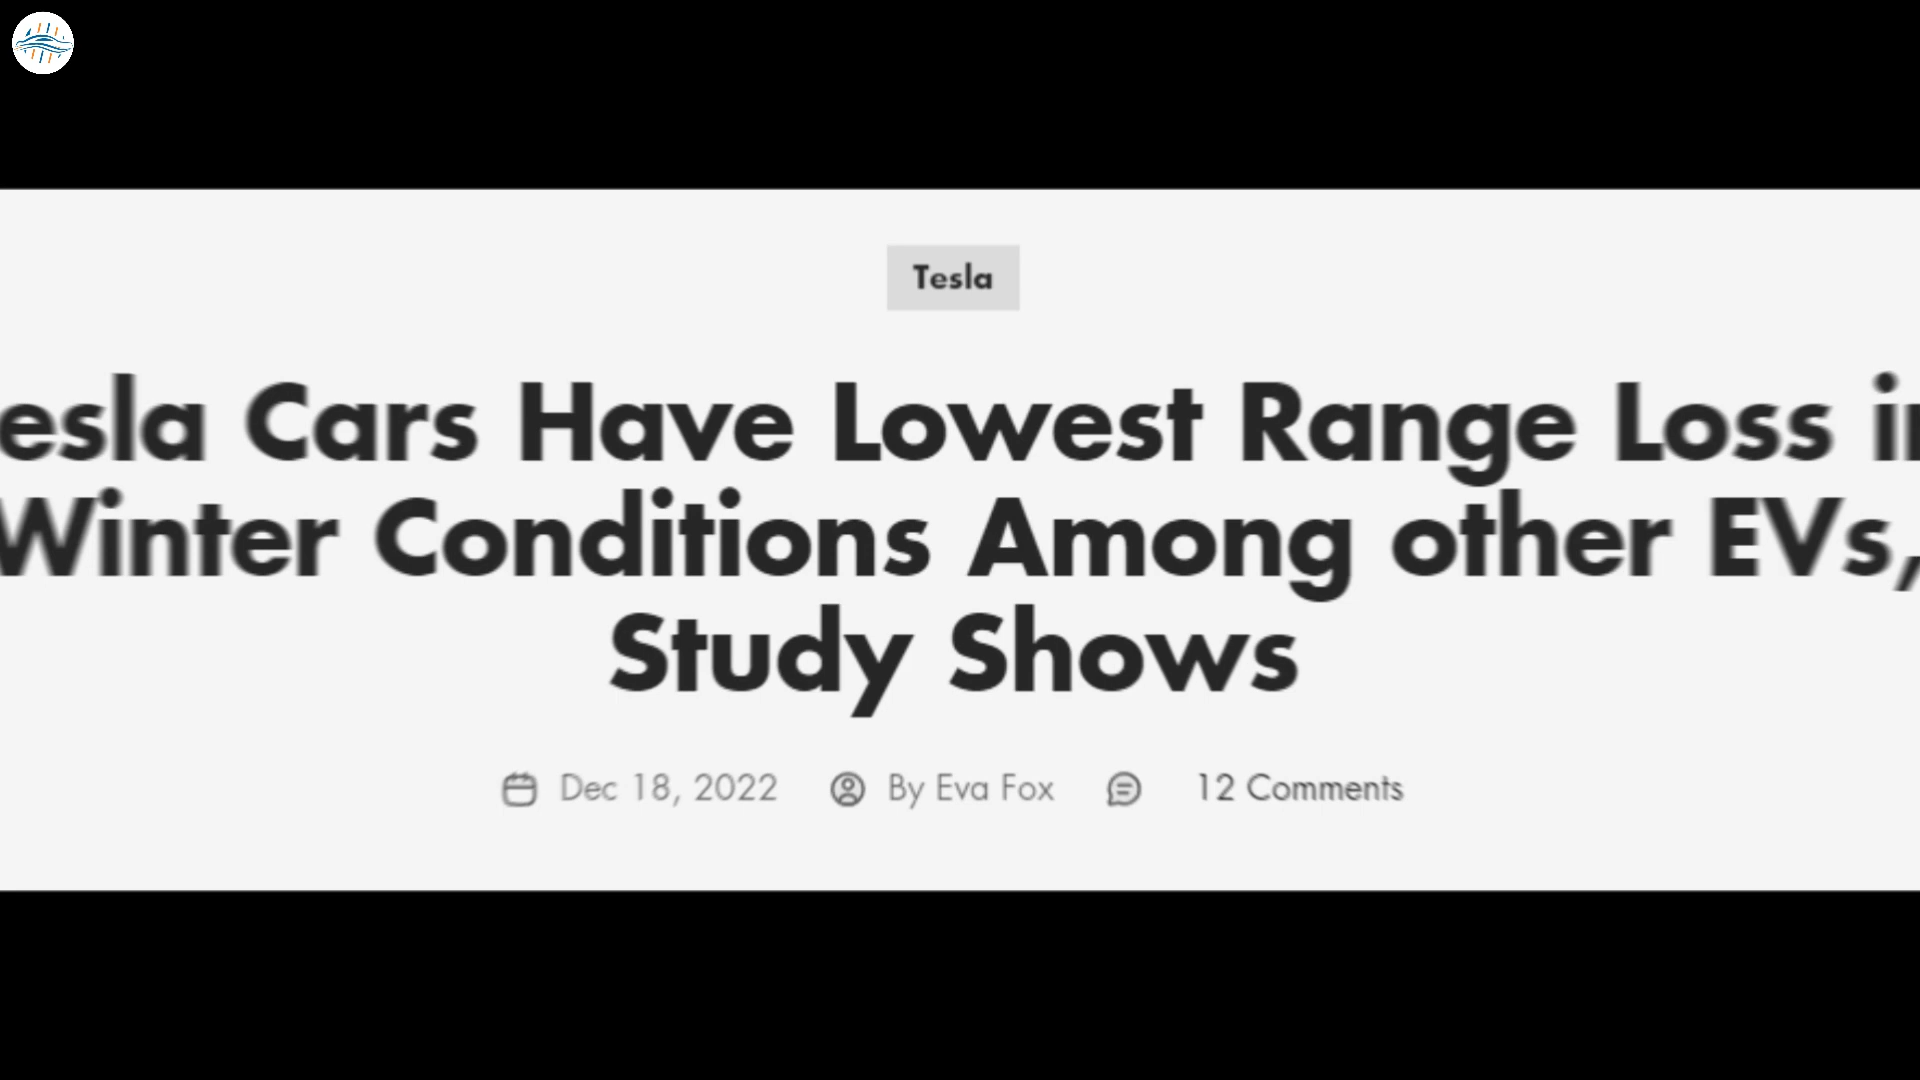 Tesla
esla Cars Have Lowest Range Loss in
Winter Conditions Among other EVs,
Study Shows
Dec 18, 2022 By Eva Fox 12 Comments